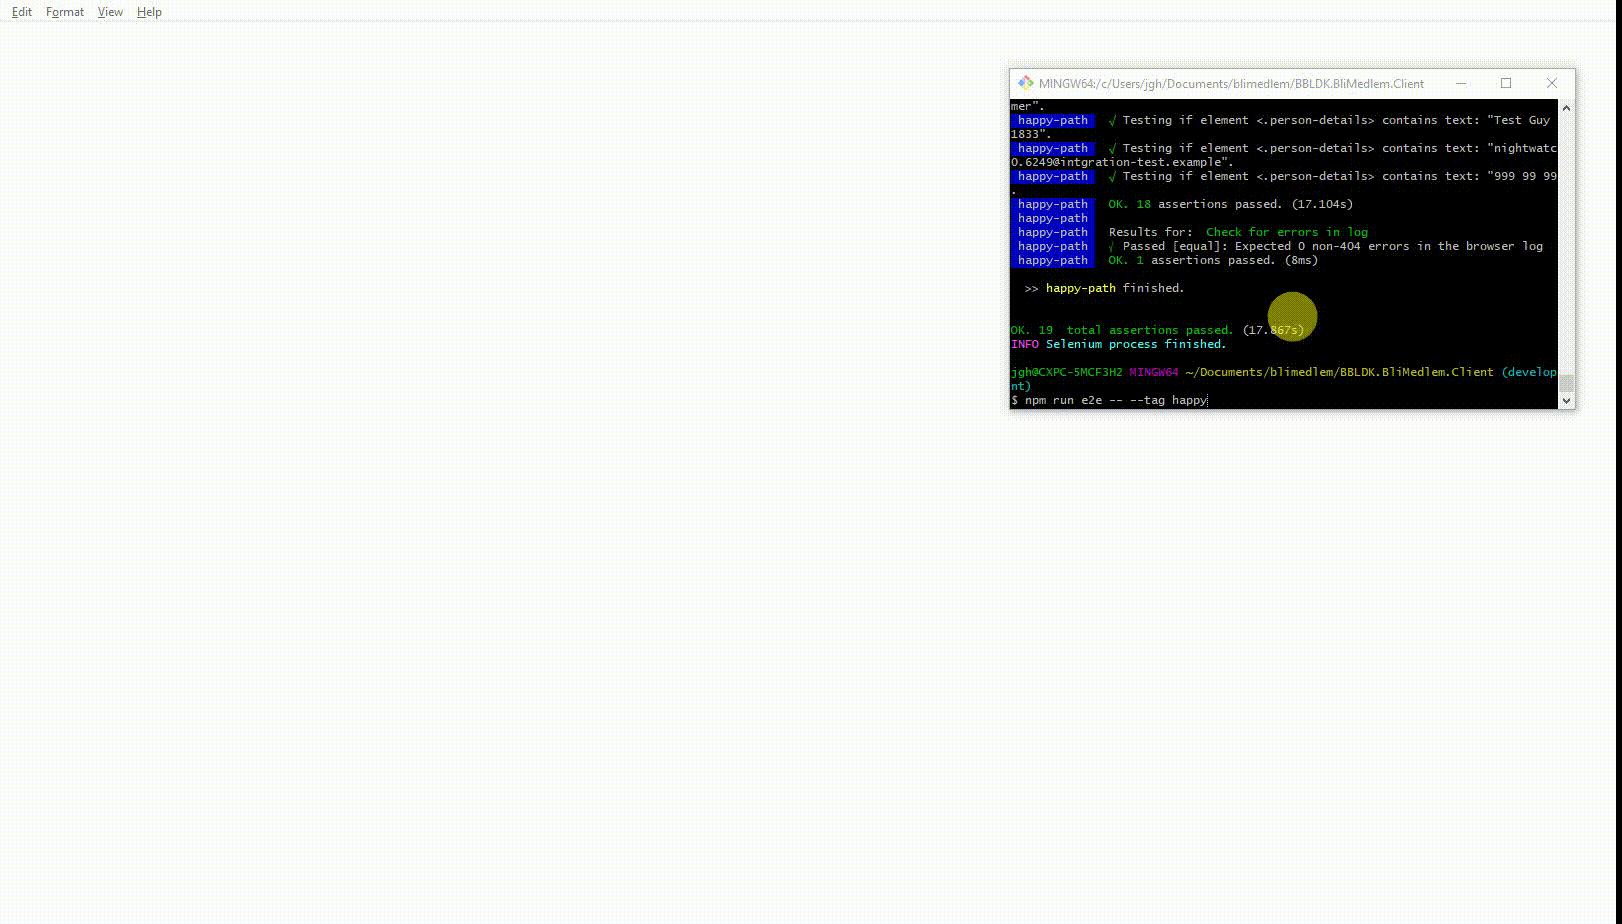 Edit Format View Help
MINGW64:/c/Users/jgh/Documents/blimedlem/BBLDK.BliMedlem.Client
mer".
happy-path √ Testing if element <.person-details> contains text: "Test Guy
1833".
happy-path √ Testing if element <.person-details> contains text: "nightwatc
0.6249@intgration-test.example".
happy-path √ Testing if element <.person-details> contains text: "999 99 99
.
happy-path OK. 18 assertions passed. (17.104s)
happy-path
happy-path Results for: Check for errors in log
happy-path √ Passed [equal]: Expected 0 non-404 errors in the browser log
happy-path OK. 1 assertions passed. (8ms)
>> happy-path finished.
OK. 19 total assertions passed. (17.867s)
INFO Selenium process finished.
jgh@CXPC-5MCF3H2 MINGW64 ~/Documents/blimedlem/BBLDK.BliMedlem.Client (develop
nt)
$ npm run e2e -- --tag happy